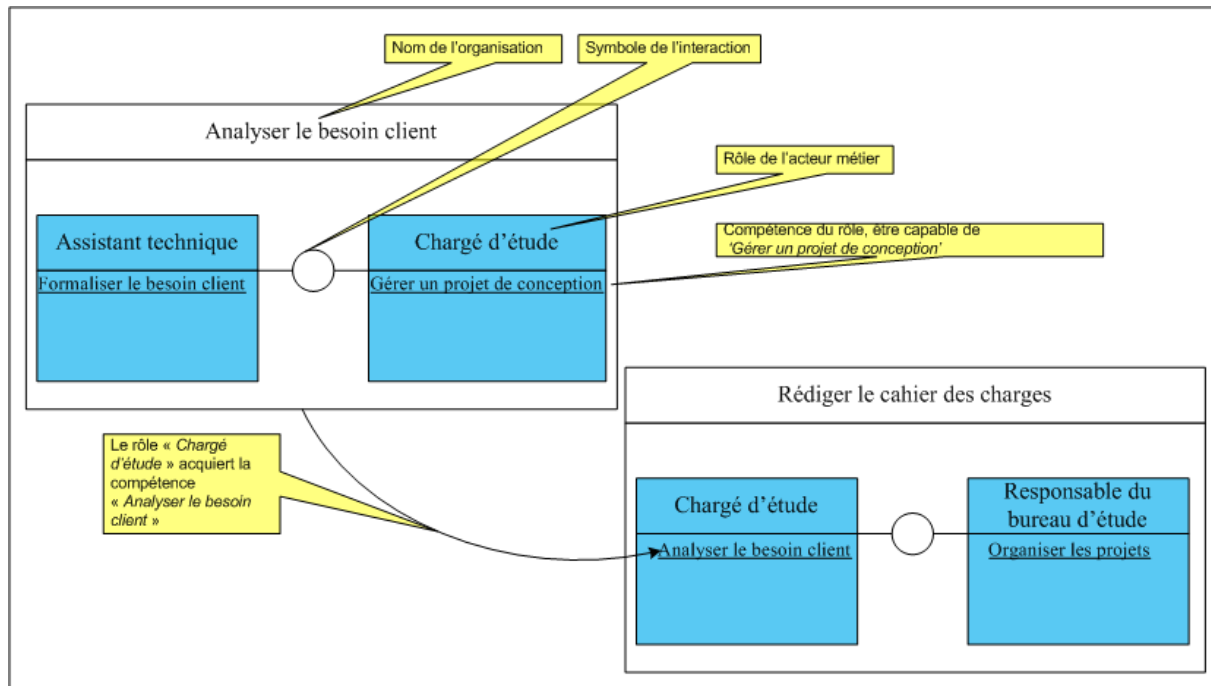 Nom de l'organisation
Symbole de l'interaction
Analyser le besoin client
Rôle de l'acteur métier
Assistant technique
Chargé d'étude
Compétence du rôle, être capable de
'Gérer un projet de conception'
Formaliser le besoin client
Gérer un projet de conception
Rédiger le cahier des charges
Le rôle « Chargé
d'étude » acquiert la
compétence
« Analyser le besoin
client »
Chargé d'étude
Responsable du
bureau d'étude
Analyser le besoin client
Organiser les projets